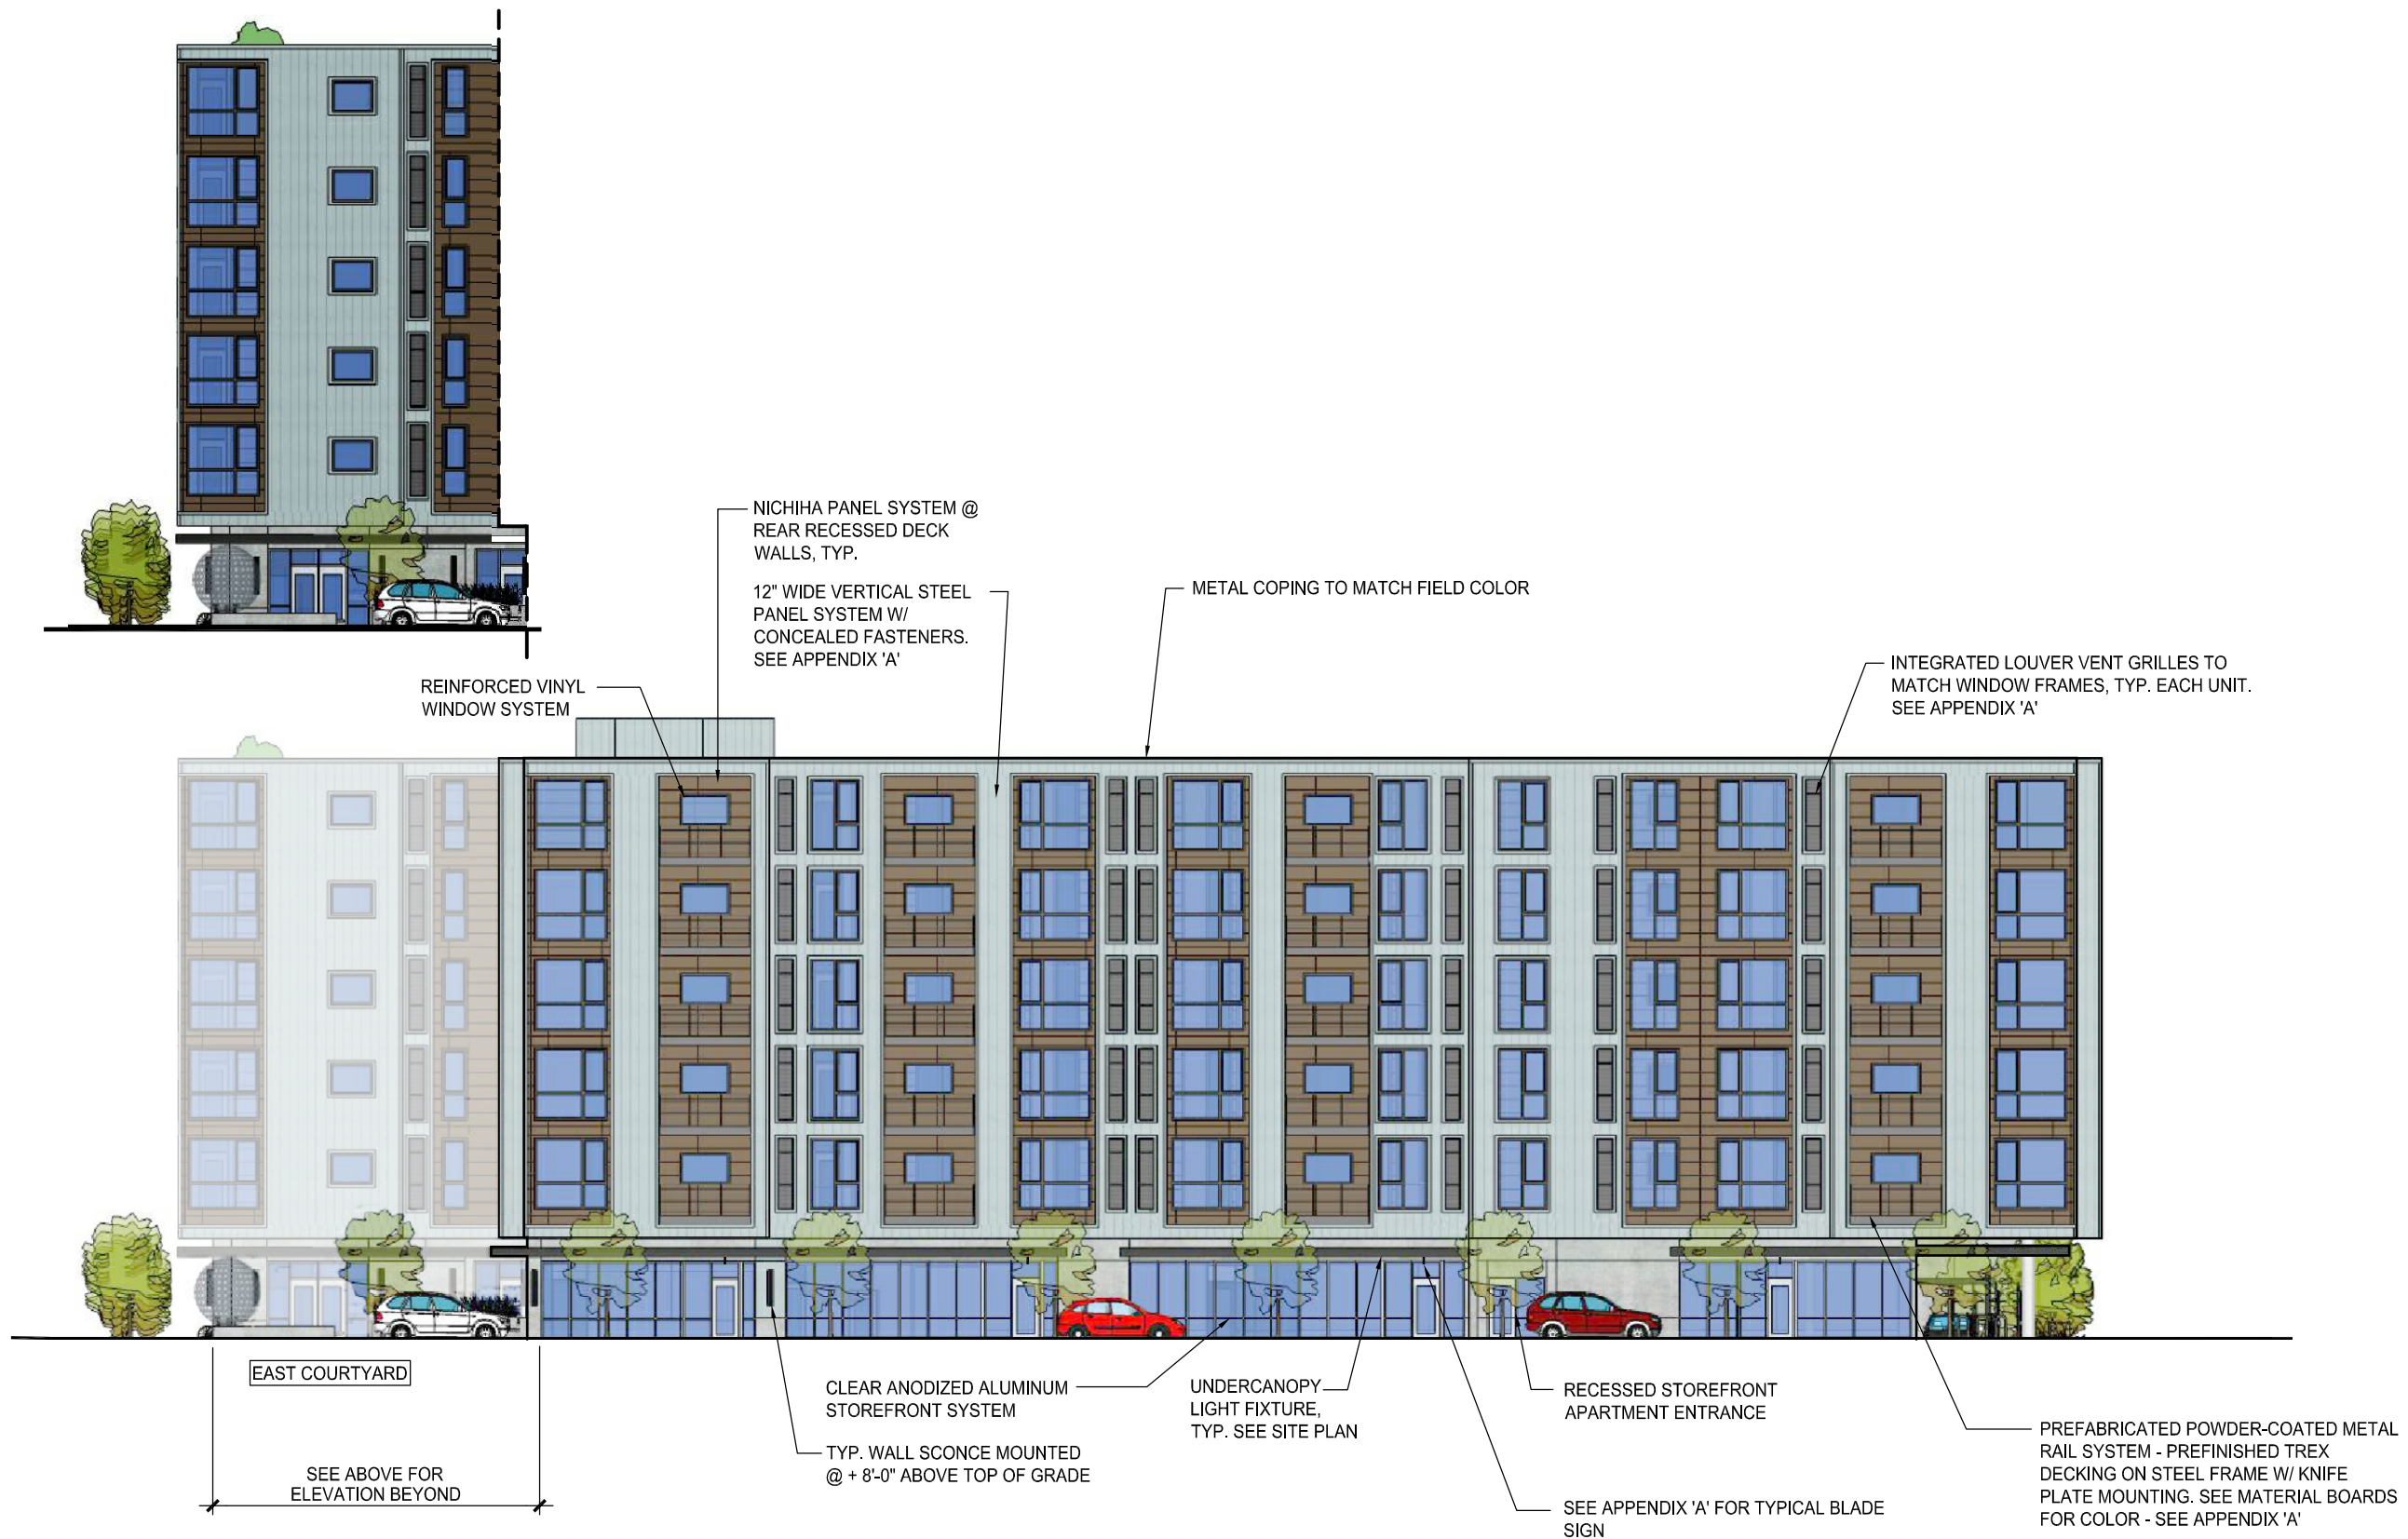 NICHIHA PANEL SYSTEM @
REAR RECESSED DECK
WALLS, TYP.
12" WIDE VERTICAL STEEL
PANEL SYSTEM W/
CONCEALED FASTENERS.
SEE APPENDIX 'A'
METAL COPING TO MATCH FIELD COLOR
INTEGRATED LOUVER VENT GRILLES TO
MATCH WINDOW FRAMES, TYP. EACH UNIT.
SEE APPENDIX 'A'
REINFORCED VINYL
WINDOW SYSTEM
EAST COURTYARD
SEE ABOVE FOR
ELEVATION BEYOND
CLEAR ANODIZED ALUMINUM
STOREFRONT SYSTEM
TYP. WALL SCONCE MOUNTED
@ + 8'-0" ABOVE TOP OF GRADE
UNDERCANOPY
LIGHT FIXTURE,
TYP. SEE SITE PLAN
RECESSED STOREFRONT
APARTMENT ENTRANCE
SEE APPENDIX 'A' FOR TYPICAL BLADE
SIGN
PREFABRICATED POWDER-COATED METAL
RAIL SYSTEM - PREFINISHED TREX
DECKING ON STEEL FRAME W/ KNIFE
PLATE MOUNTING. SEE MATERIAL BOARDS
FOR COLOR - SEE APPENDIX 'A'